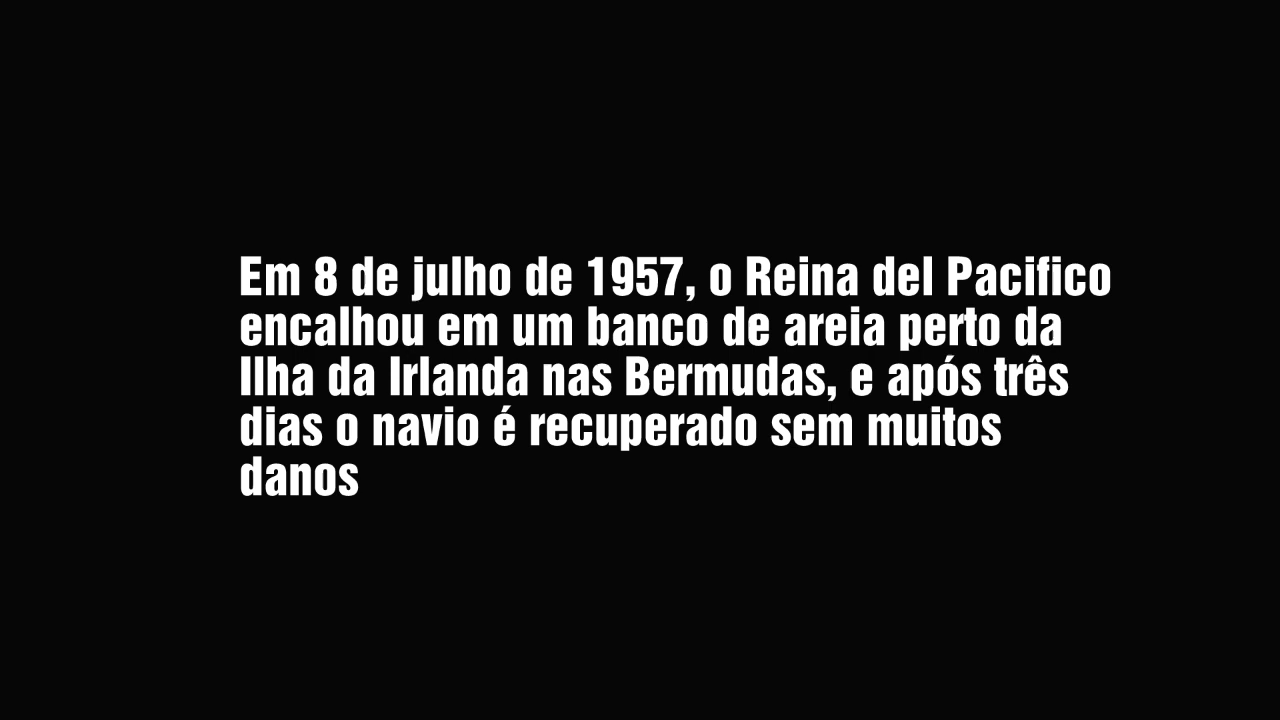 Em 8 de julho de 1957, o Reina del Pacifico
encalhou em um banco de areia perto da
Ilha da Irlanda nas Bermudas, e após três
dias o navio é recuperado sem muitos
danos